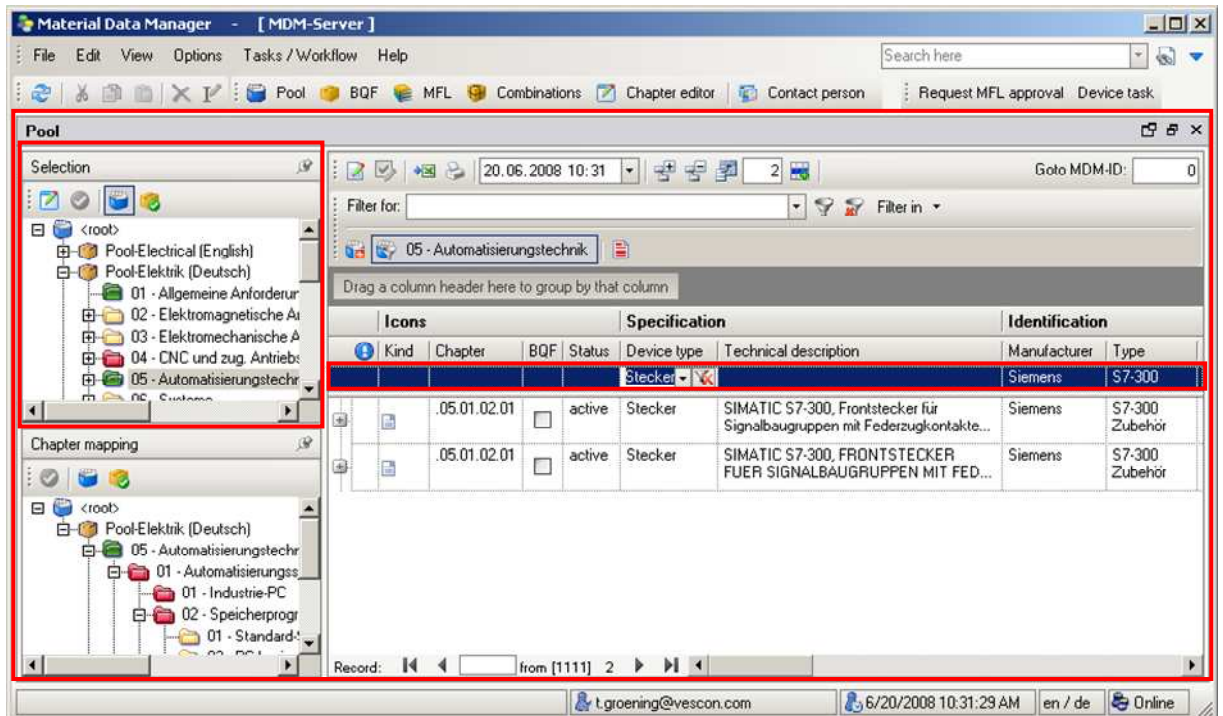 Material Data Manager - [ MDM-Server ]
File Edit View Options Tasks / Workflow Help
Search here
Pool BQF MFL Combinations Chapter editor Contact person Request MFL approval Device task
Pool
Selection
<root>
Pool-Electrical (English)
Pool-Elektrik (Deutsch)
01 - Allgemeine Anforderur
02 - Elektromagnetische
03 - Elektromechanische A
04 - CNC und zug. Antriebs
05 - Automatisierungstechr
Chapter mapping
<root>
Pool-Elektrik (Deutsch)
05 - Automatisierungstechr
01 - Automatisierungss
01 - Industrie-PC
02 - Speicherprogr
01 - Standard-
20.06.2008 10:31 2 Goto MDM-ID: 0
Filter for: Filter in
05 - Automatisierungstechnik
Drag a column header here to group by that column
Icons Specification Identification
Kind Chapter BQF Status Device type Technical description Manufacturer Type
Stecker Siemens S7-300
.05.01.02.01 active Stecker SIMATIC S7-300, Frontstecker für Siemens S7-300
Signalbaugruppen mit Federzugkontakte... Zubehör
.05.01.02.01 active Stecker SIMATIC S7-300, FRONTSTECKER Siemens S7-300
FUER SIGNALBAUGRUPPEN MIT FED... Zubehör
Record: from [1111] 2
t.groening@vescon.com 6/20/2008 10:31:29 AM en / de Online